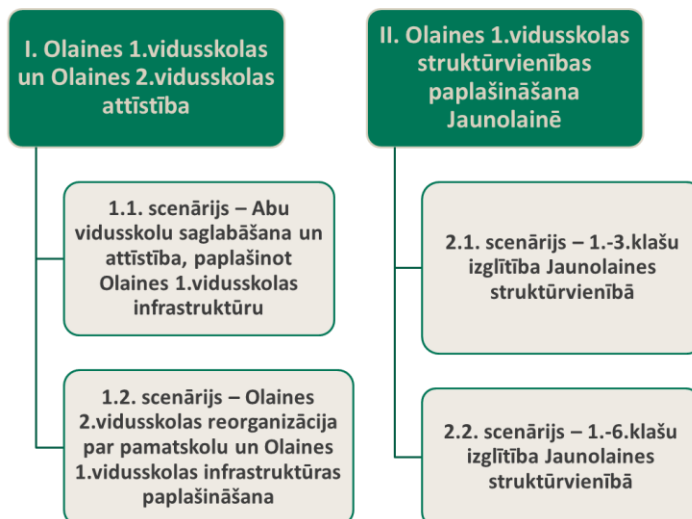 I. Olaines 1.vidusskolas
un Olaines 2.vidusskolas
attīstība
1.1. scenārijs – Abu
vidusskolu saglabāšana un
attīstība, paplašinot
Olaines 1.vidusskolas
infrastruktūru
1.2. scenārijs – Olaines
2.vidusskolas reorganizācija
par pamatskolu un Olaines
1.vidusskolas infrastruktūras
paplašināšana
II. Olaines 1.vidusskolas
struktūrvienības
paplašināšana
Jaunolainē
2.1. scenārijs – 1.-3.klašu
izglītība Jaunolaines
struktūrvienībā
2.2. scenārijs – 1.-6.klašu
izglītība Jaunolaines
struktūrvienībā